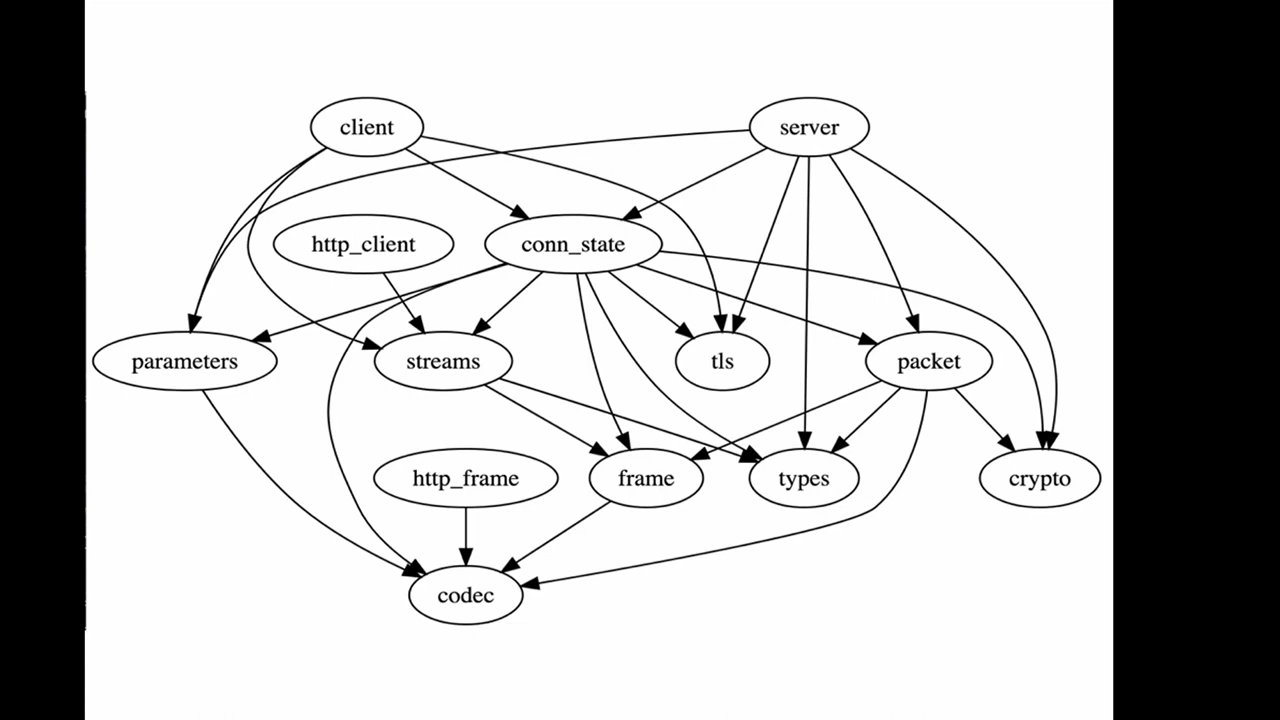 client
server
http_client
conn_state
parameters
streams
tls
packet
http_frame
frame
types
crypto
codec